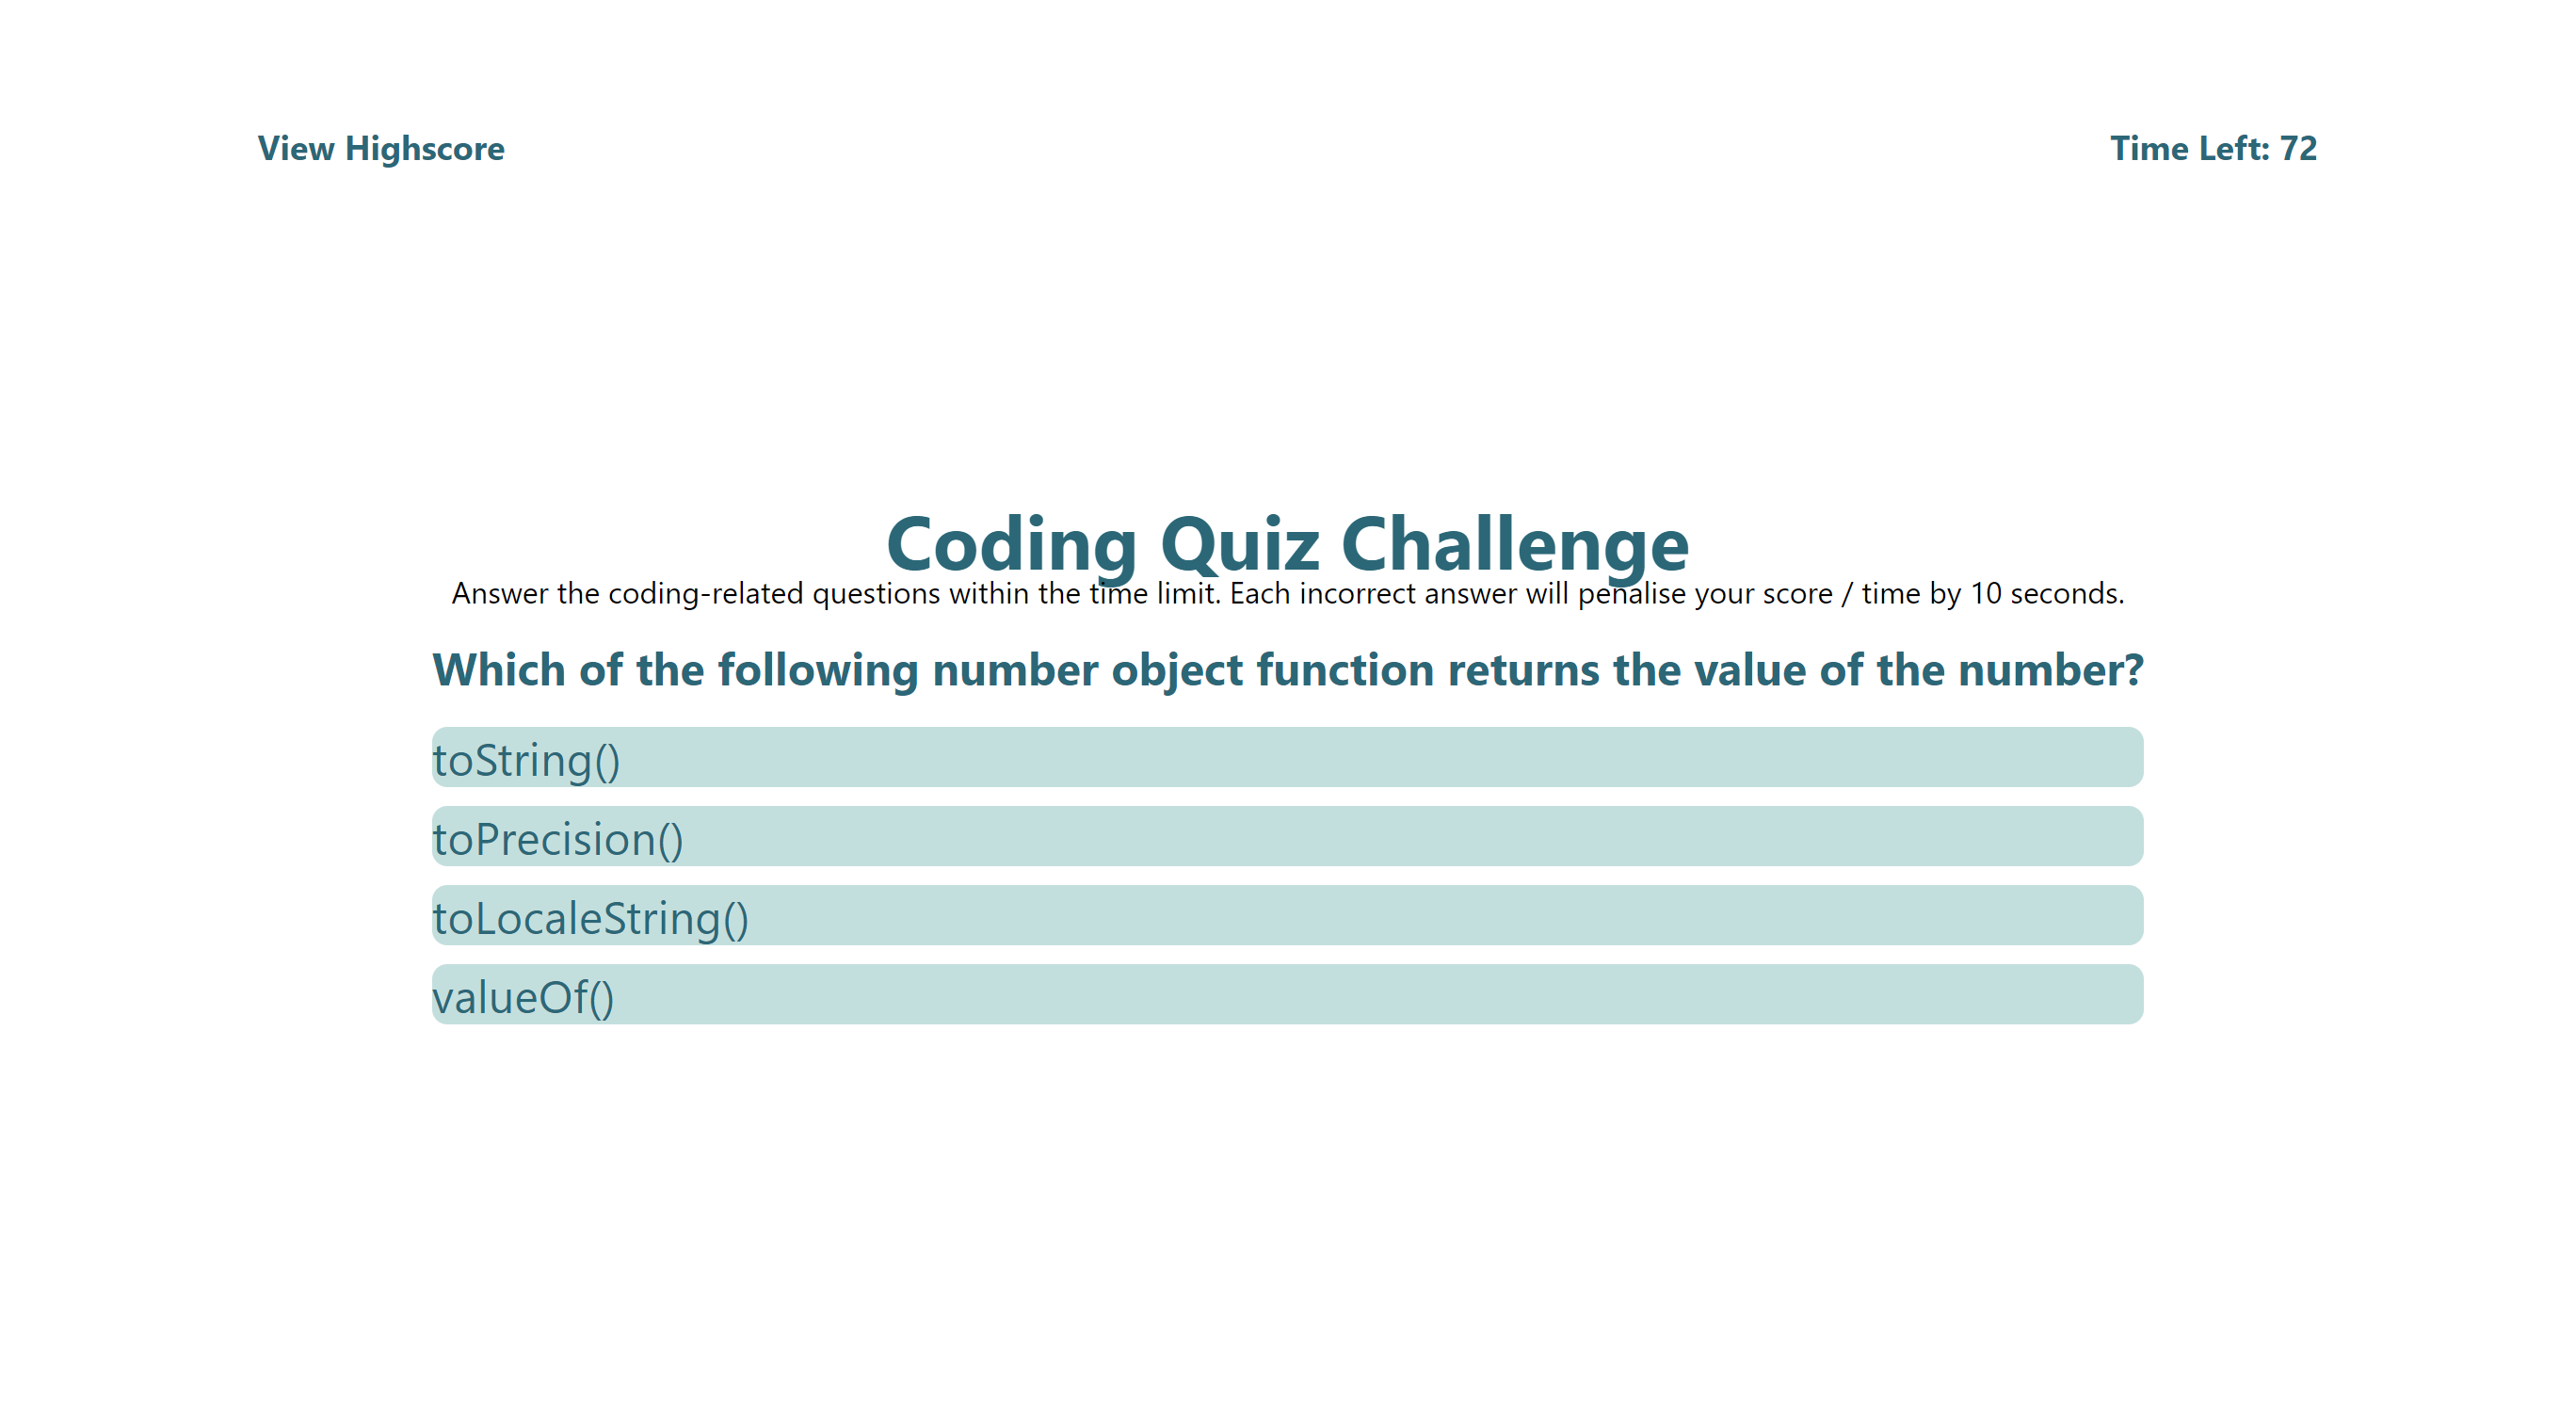 View Highscore
Time Left: 72
Coding Quiz Challenge
Answer the coding-related questions within the time limit. Each incorrect answer will penalise your score / time by 10 seconds.
Which of the following number object function returns the value of the number?
toString()
toPrecision()
toLocaleString()
valueOf()